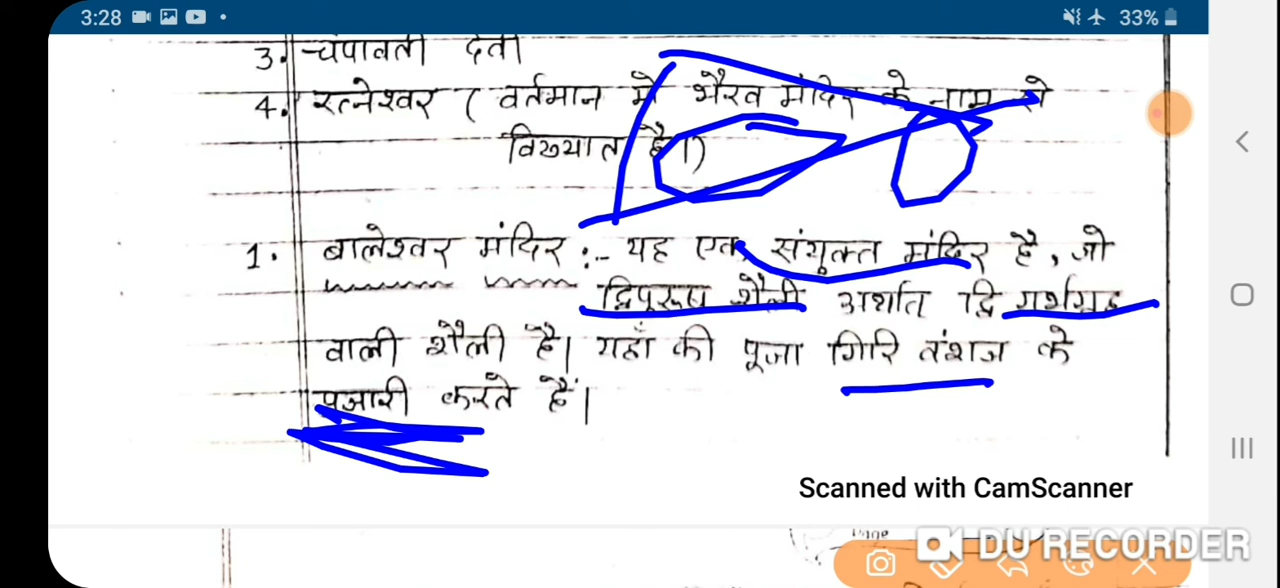 3:28
33%
3. चंपावती देवी
4. रत्नेश्वर ( वर्तमान में भैरव मंदिर के नाम से
विख्यात है।)
1. बालेश्वर मंदिर :- यह एक संयुक्त मंदिर है, जो
द्विपुरुष शैली अर्थात द्वि गर्भगृह
वाली शैली है। यहाँ की पूजा गिरि वंशज के
पुजारी करते हैं।
Scanned with CamScanner
Page
DU RECORDER